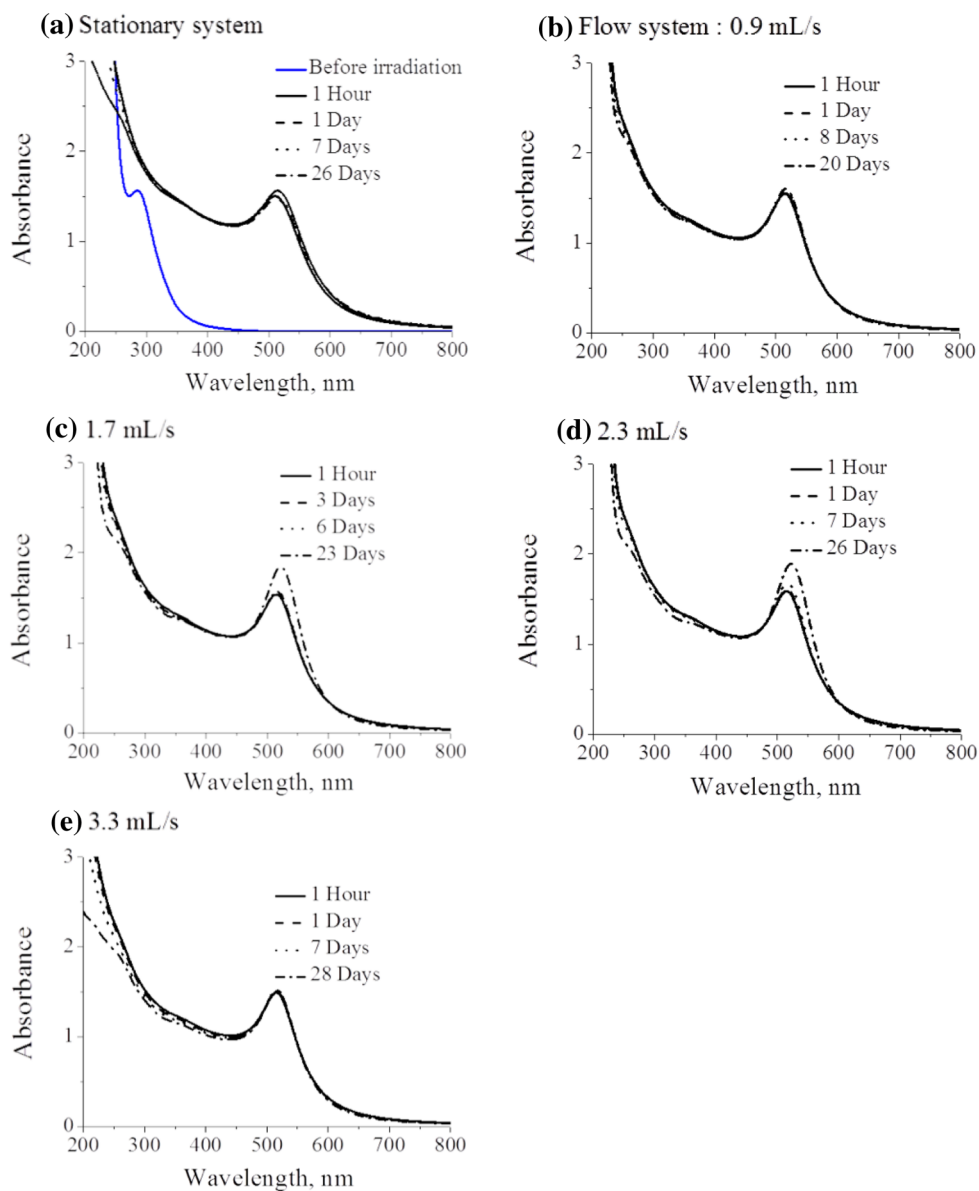 (a) Stationary system
Before irradiation
1 Hour
1 Day
7 Days
26 Days
3
2
1
0
200 300 400 500 600 700 800
Absorbance
Wavelength, nm
(b) Flow system : 0.9 mL/s
1 Hour
1 Day
8 Days
20 Days
3
2
1
0
200 300 400 500 600 700 800
Absorbance
Wavelength, nm
(c) 1.7 mL/s
1 Hour
3 Days
6 Days
23 Days
3
2
1
0
200 300 400 500 600 700 800
Absorbance
Wavelength, nm
(d) 2.3 mL/s
1 Hour
1 Day
7 Days
26 Days
3
2
1
0
200 300 400 500 600 700 800
Absorbance
Wavelength, nm
(e) 3.3 mL/s
1 Hour
1 Day
7 Days
28 Days
3
2
1
0
200 300 400 500 600 700 800
Absorbance
Wavelength, nm